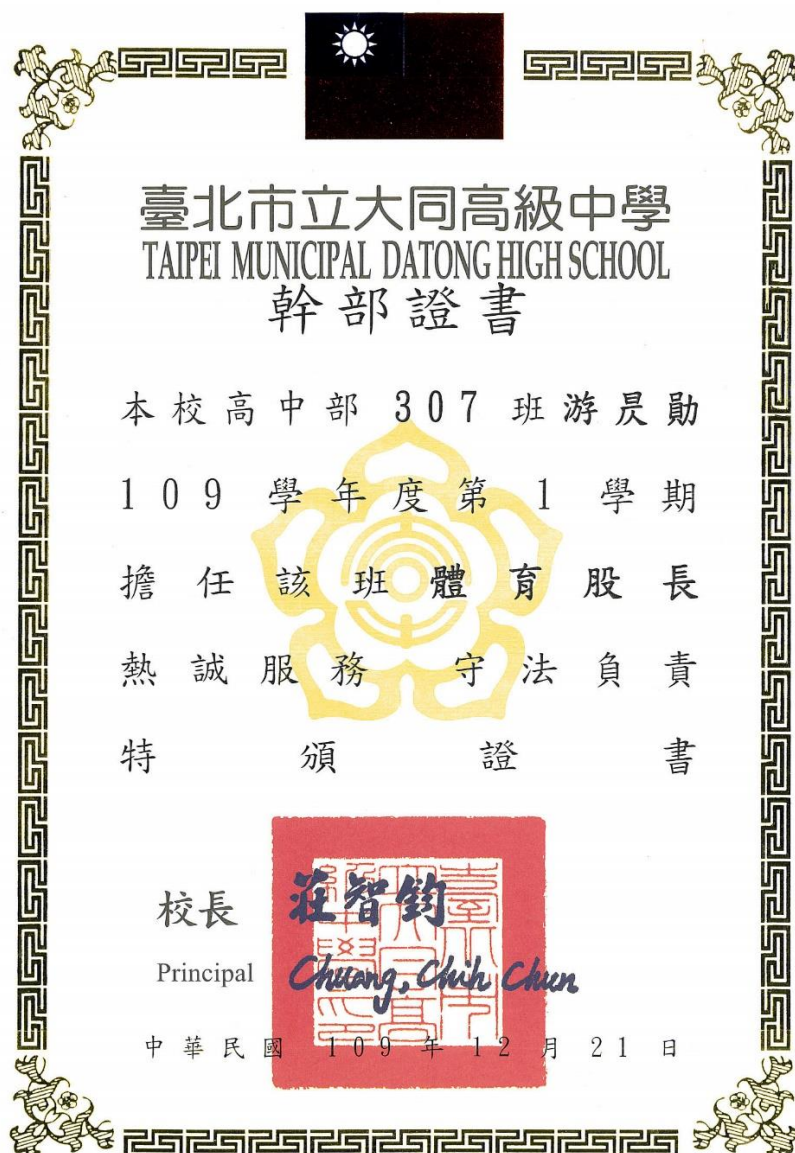 臺北市立大同高級中學
TAIPEI MUNICIPAL DATONG HIGH SCHOOL
幹部證書
本校高中部 307 班游昃勛
109 學年度第 1 學期
擔任該班體育股長
熱誠服務 守法負責
特頒證書
校長 莊智鈞
Principal Chuang, Chih Chun
中華民國 109 年 12 月 21 日